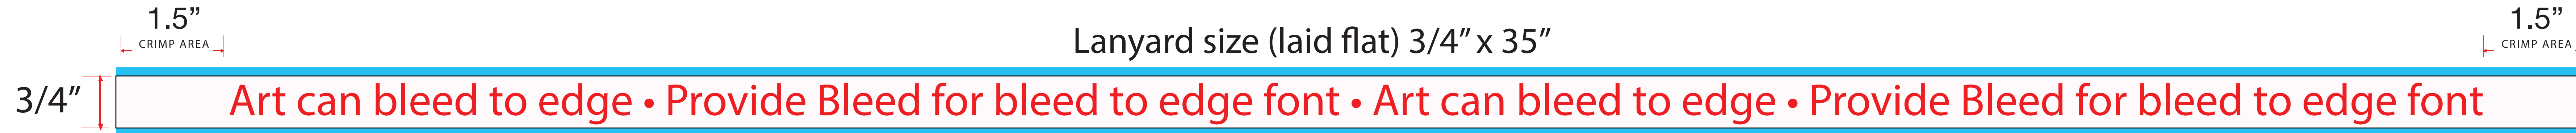 1.5”
CRIMP AREA
Lanyard size (laid flat) 3/4” x 35”
1.5”
CRIMP AREA
3/4”
Art can bleed to edge • Provide Bleed for bleed to edge font • Art can bleed to edge • Provide Bleed for bleed to edge font